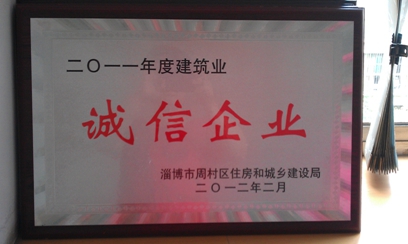 二〇一一年度建筑业
诚信企业
淄博市周村区住房和城乡建设局
二〇一二年二月